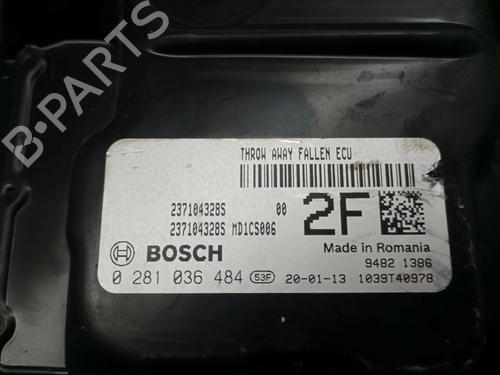 B-PARTS
THROW AWAY FALLEN ECU
237104328S 00
237104328S MD1CS006
2F
Made in Romania
BOSCH
9482 1386
0 281 036 484 53F 20-01-13 1039T40978